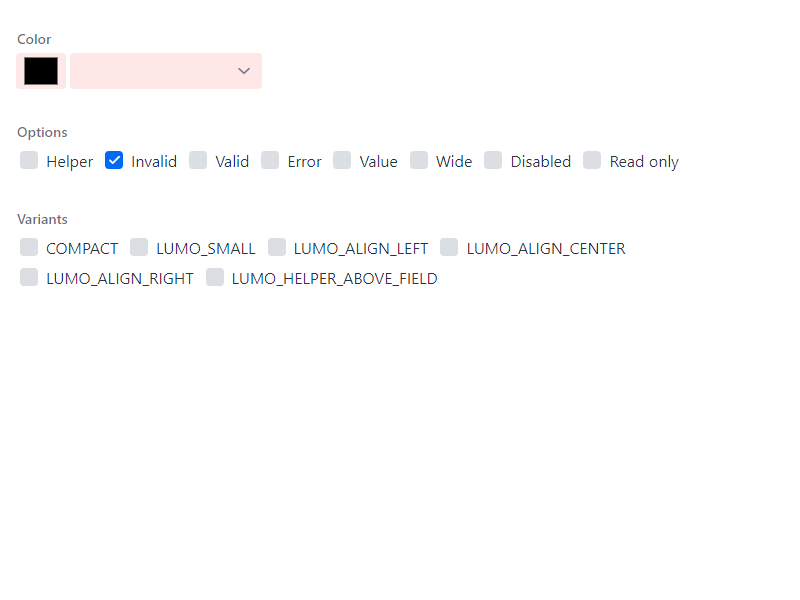 Color
Options
Helper Invalid Valid Error Value Wide Disabled Read only
Variants
COMPACT LUMO_SMALL LUMO_ALIGN_LEFT LUMO_ALIGN_CENTER
LUMO_ALIGN_RIGHT LUMO_HELPER_ABOVE_FIELD